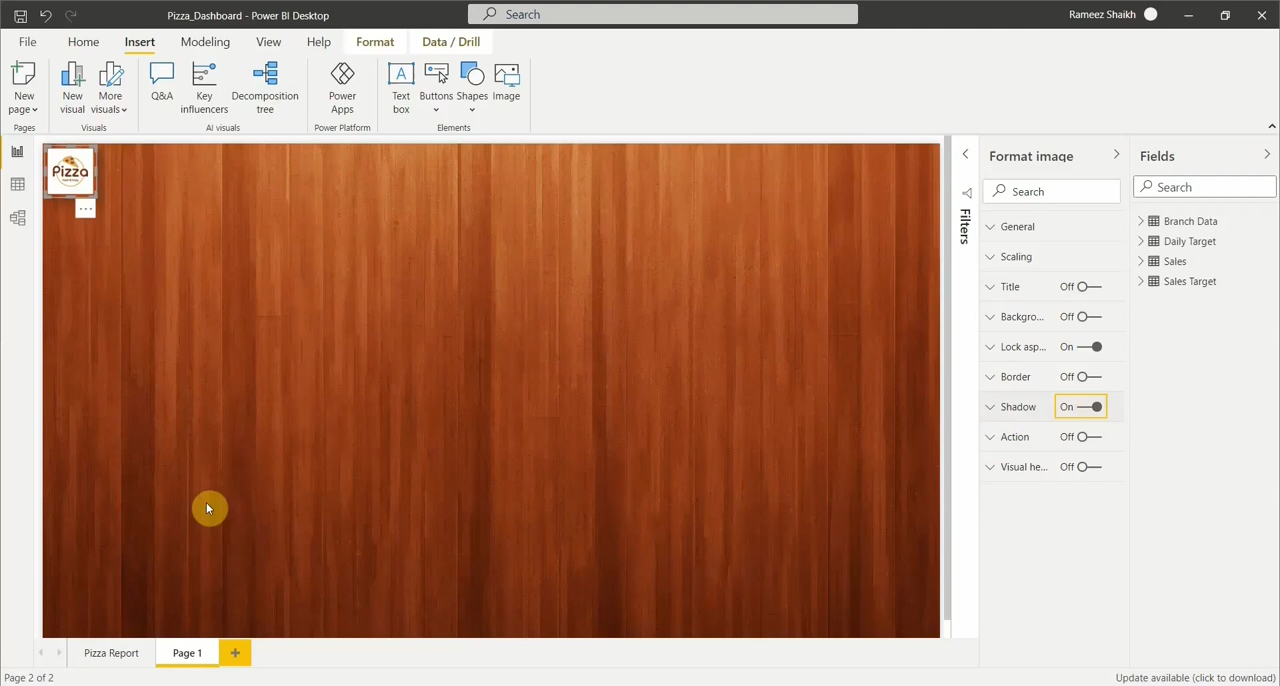 Pizza_Dashboard - Power BI Desktop
Search
Rameez Shaikh
File
Home
Insert
Modeling
View
Help
Format
Data / Drill
New page
New visual
More visuals
Q&A
Key influencers
Decomposition tree
Power Apps
Text box
Buttons
Shapes
Image
Pages
Visuals
AI visuals
Power Platform
Elements
Pizza
Filters
Format image
Search
General
Scaling
Title Off
Backgro... Off
Lock asp... On
Border Off
Shadow On
Action Off
Visual he... Off
Fields
Search
Branch Data
Daily Target
Sales
Sales Target
Pizza Report
Page 1
Page 2 of 2
Update available (click to download)